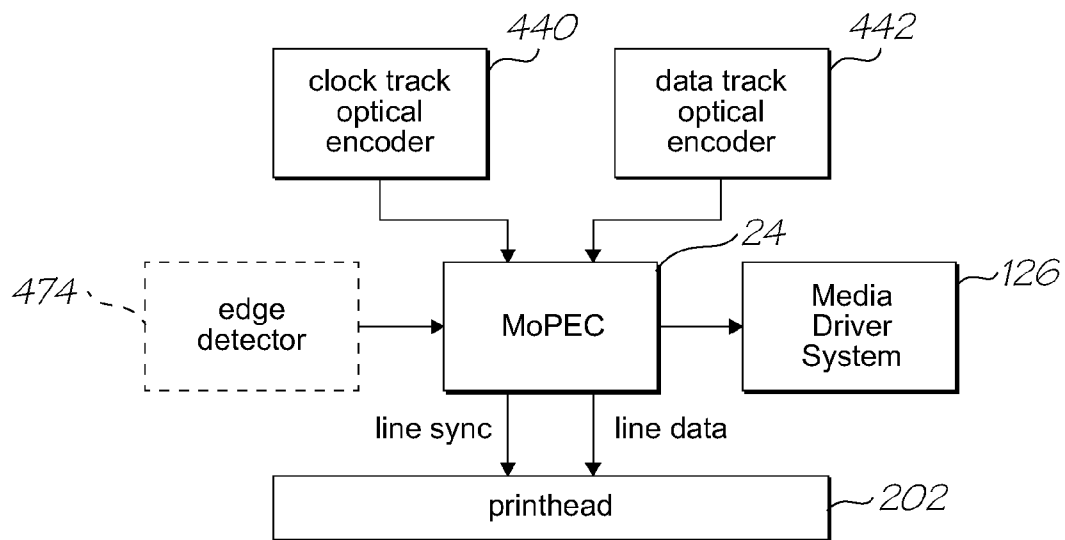 440
442
clock track
optical
encoder
data track
optical
encoder
24
474
edge
detector
MoPEC
126
Media
Driver
System
line sync
line data
printhead
202